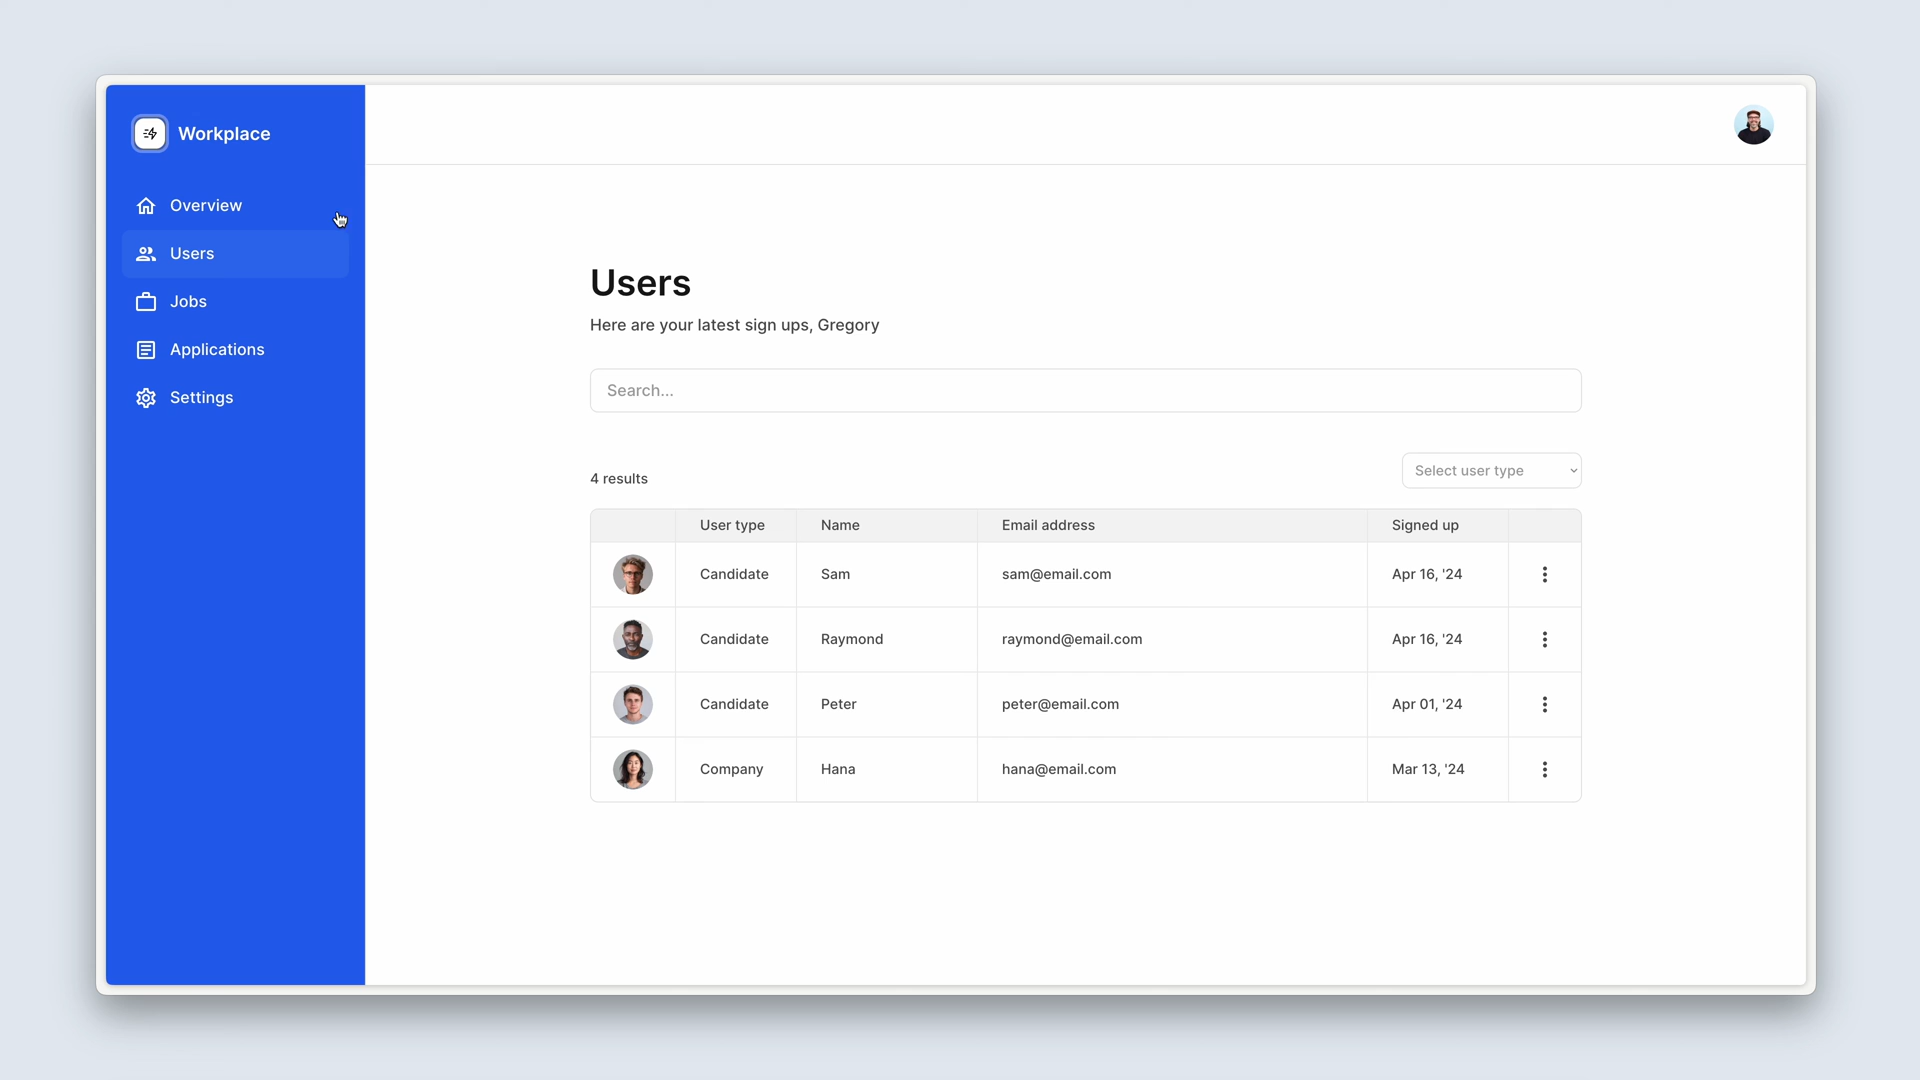 Workplace
Overview
Users
Jobs
Applications
Settings
Users
Here are your latest sign ups, Gregory
Search...
4 results
Select user type
User type Name Email address Signed up
Candidate Sam sam@email.com Apr 16, '24
Candidate Raymond raymond@email.com Apr 16, '24
Candidate Peter peter@email.com Apr 01, '24
Company Hana hana@email.com Mar 13, '24